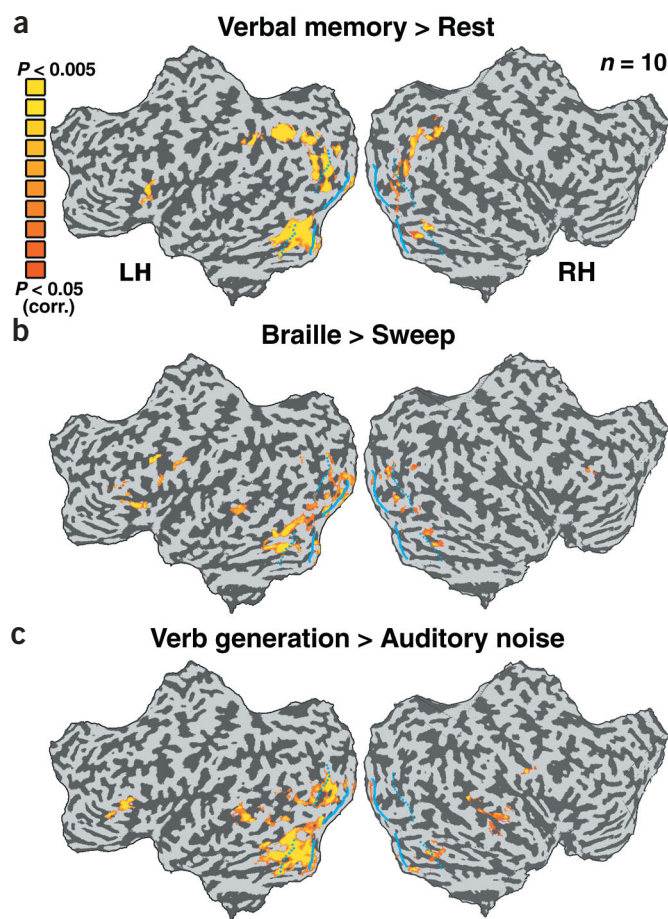 a
Verbal memory > Rest
P < 0.005
n = 10
LH
RH
P < 0.05
(corr.)
b
Braille > Sweep
c
Verb generation > Auditory noise